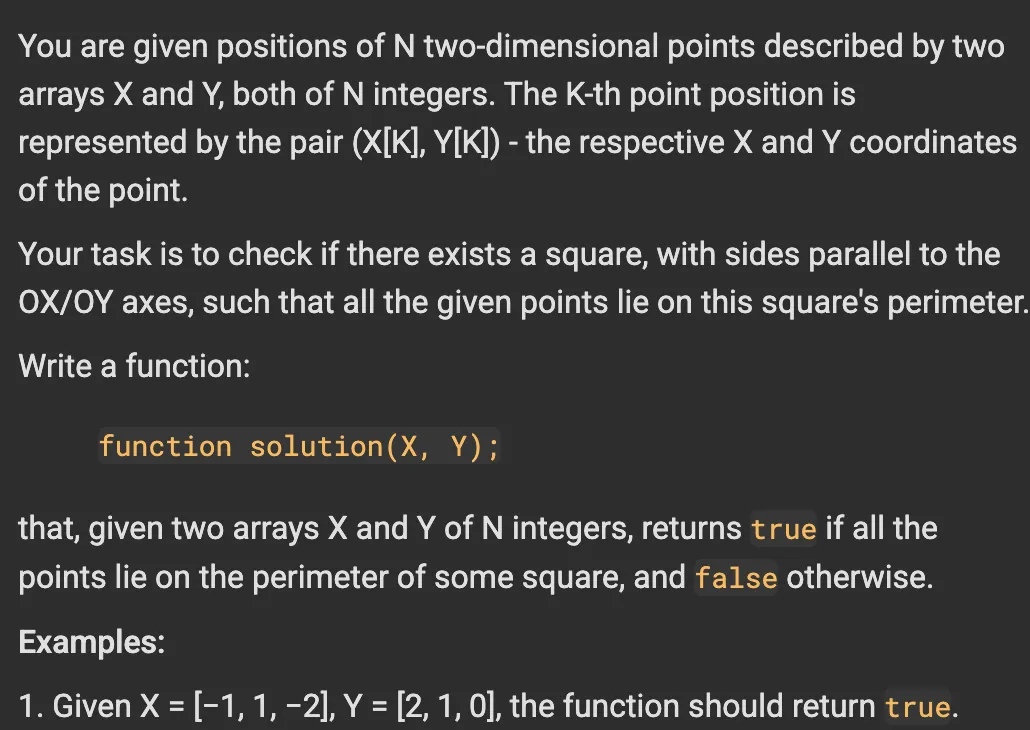 You are given positions of N two-dimensional points described by two
arrays X and Y, both of N integers. The K-th point position is
represented by the pair (X[K], Y[K]) - the respective X and Y coordinates
of the point.
Your task is to check if there exists a square, with sides parallel to the
OX/OY axes, such that all the given points lie on this square's perimeter.
Write a function:
function solution(X, Y);
that, given two arrays X and Y of N integers, returns true if all the
points lie on the perimeter of some square, and false otherwise.
Examples:
1. Given X = [−1, 1, −2], Y = [2, 1, 0], the function should return true.